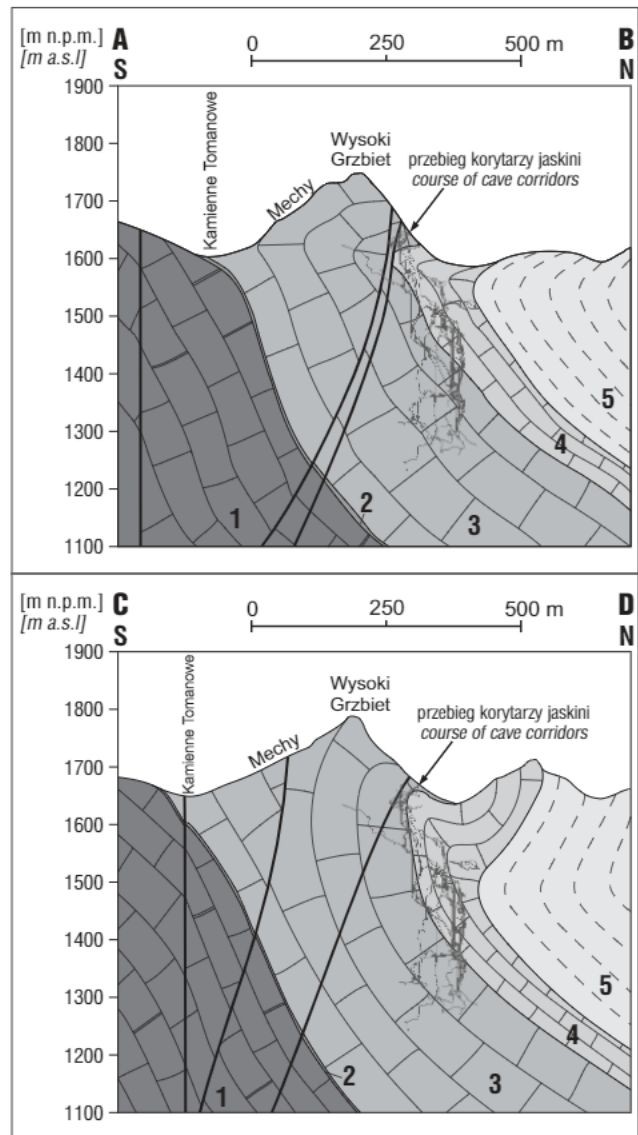 [m n.p.m.] A 0 250 500 m B
[m a.s.l] S N
1900
1800
1700
1600
1500
1400
1300
1200
1100
Kamienne Tomanowe
Mechy
Wysoki
Grzbiet
przebieg korytarzy jaskini
course of cave corridors
1
2
3
4
5
[m n.p.m.] C 0 250 500 m D
[m a.s.l] S N
1900
1800
1700
1600
1500
1400
1300
1200
1100
Kamienne Tomanowe
Mechy
Wysoki
Grzbiet
przebieg korytarzy jaskini
course of cave corridors
1
2
3
4
5